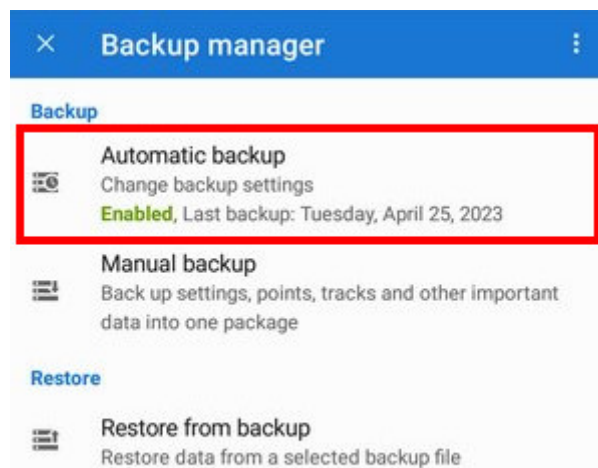 Backup manager
Backup
Automatic backup
Change backup settings
Enabled, Last backup: Tuesday, April 25, 2023
Manual backup
Back up settings, points, tracks and other important
data into one package
Restore
Restore from backup
Restore data from a selected backup file